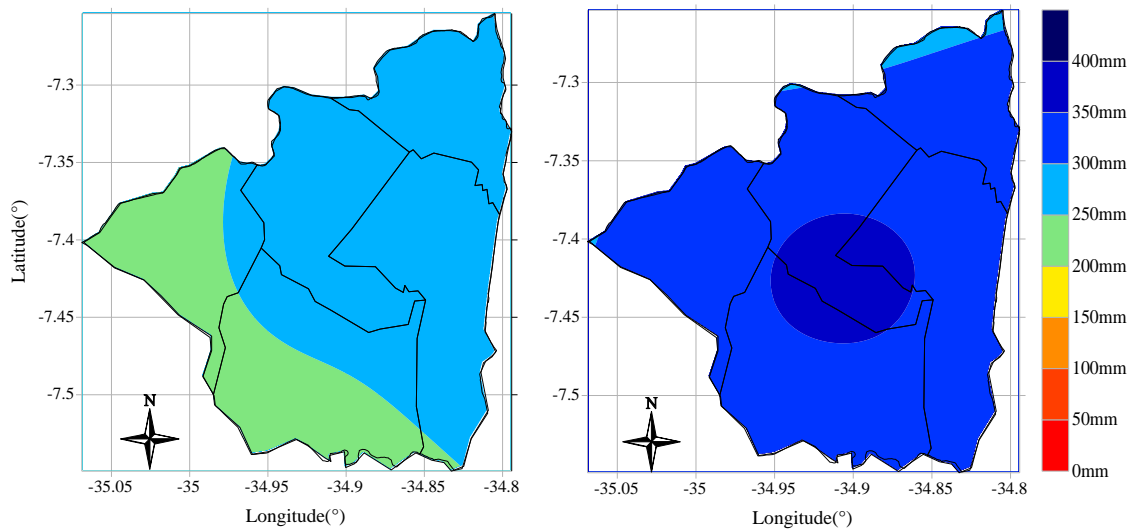 -7.3
-7.35
-7.4
-7.45
-7.5
Latitude(°)
N
-35.05
-35
-34.95
-34.9
-34.85
-34.8
Longitude(°)
-7.3
-7.35
-7.4
-7.45
-7.5
N
-35.05
-35
-34.95
-34.9
-34.85
-34.8
Longitude(°)
400mm
350mm
300mm
250mm
200mm
150mm
100mm
50mm
0mm